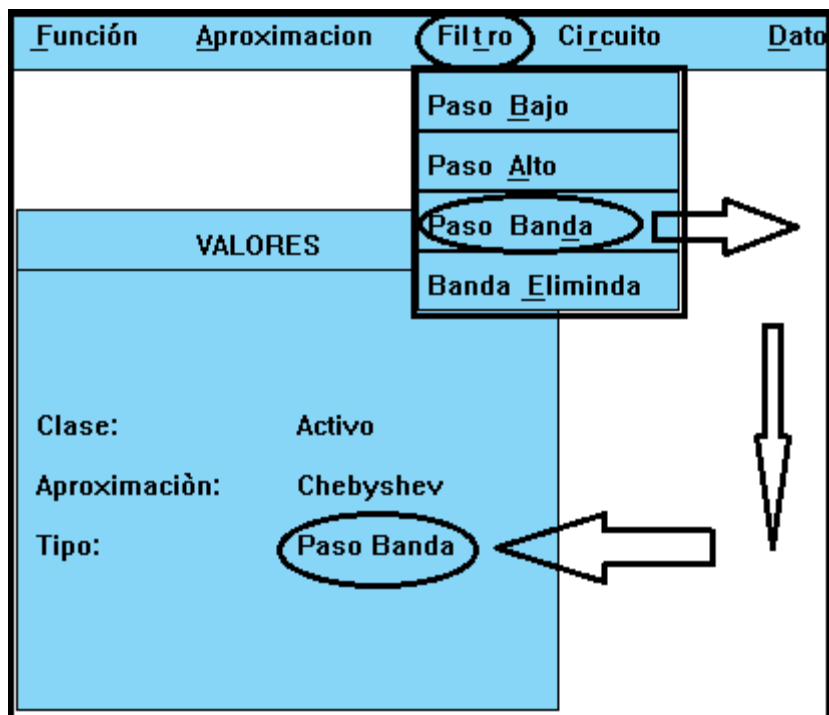 Función Aproximacion Filtro Circuito Dato
Paso Bajo
Paso Alto
Paso Banda
Banda Eliminda
VALORES
Clase: Activo
Aproximaciòn: Chebyshev
Tipo: Paso Banda